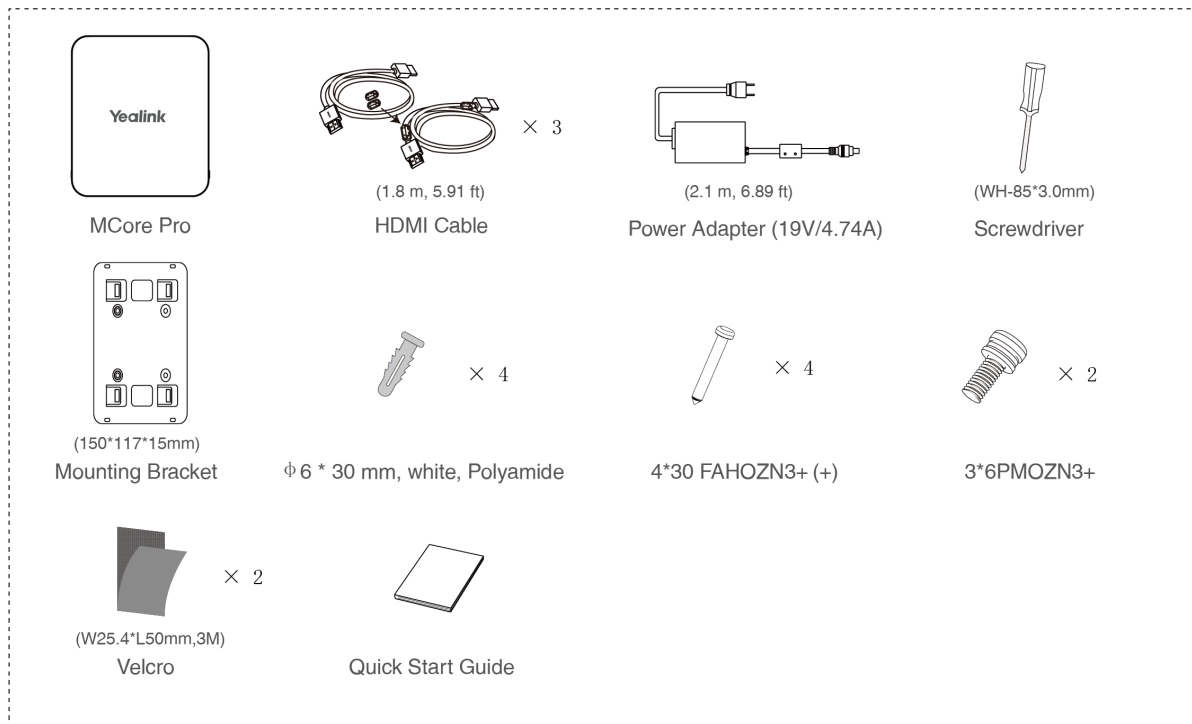 Yealink
× 3
(1.8 m, 5.91 ft)
(2.1 m, 6.89 ft)
(WH-85*3.0mm)
MCore Pro
HDMI Cable
Power Adapter (19V/4.74A)
Screwdriver
× 4
× 4
× 2
(150*117*15mm)
Mounting Bracket
ф6 * 30 mm, white, Polyamide
4*30 FAHOZN3+ (+)
3*6PMOZN3+
× 2
(W25.4*L50mm,3M)
Velcro
Quick Start Guide